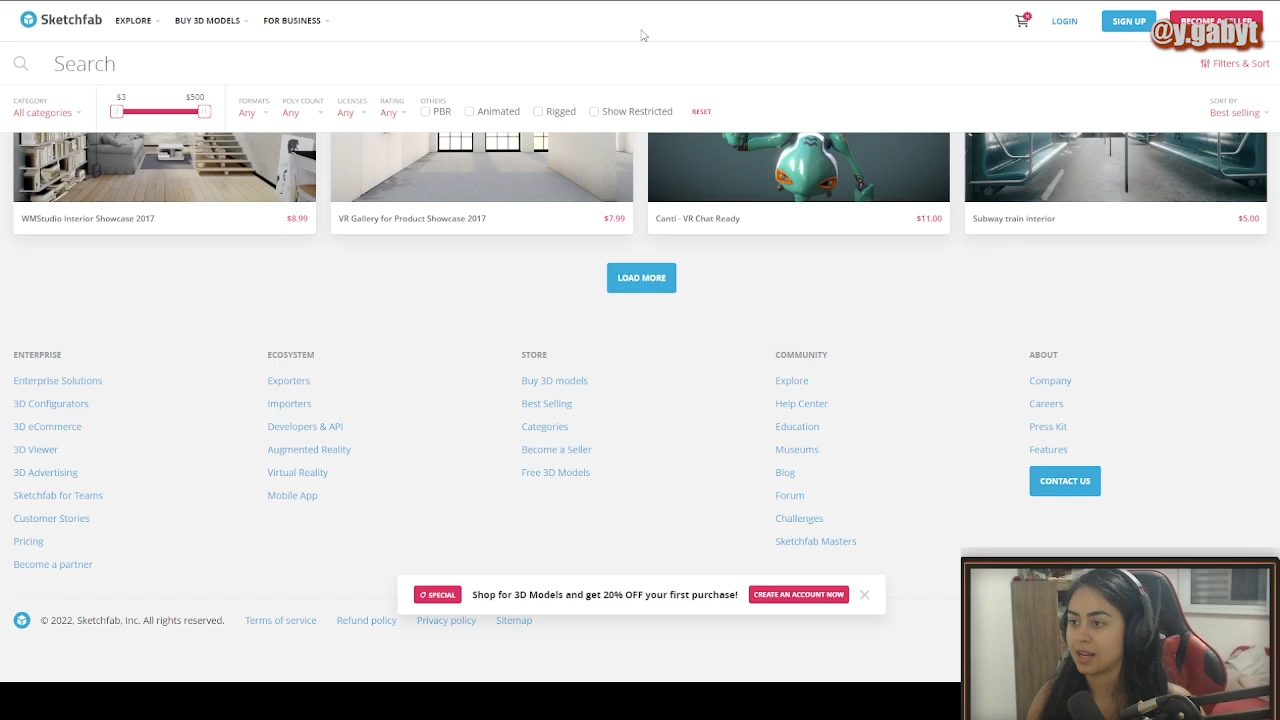 Sketchfab EXPLORE BUY 3D MODELS FOR BUSINESS LOGIN SIGN UP BECOME A SELLER
@y.gabyt
Search Filters & Sort
CATEGORY $3 $500 FORMATS POLY COUNT LICENSES RATING OTHERS SORT BY
All categories Any Any Any Any PBR Animated Rigged Show Restricted RESET Best selling
WMStudio Interior Showcase 2017 $8.99 VR Gallery for Product Showcase 2017 $7.99 Canti - VR Chat Ready $11.00 Subway train interior $5.00
LOAD MORE
ENTERPRISE
Enterprise Solutions
3D Configurators
3D eCommerce
3D Viewer
3D Advertising
Sketchfab for Teams
Customer Stories
Pricing
Become a partner
ECOSYSTEM
Exporters
Importers
Developers & API
Augmented Reality
Virtual Reality
Mobile App
STORE
Buy 3D models
Best Selling
Categories
Become a Seller
Free 3D Models
COMMUNITY
Explore
Help Center
Education
Museums
Blog
Forum
Challenges
Sketchfab Masters
ABOUT
Company
Careers
Press Kit
Features
CONTACT US
SPECIAL Shop for 3D Models and get 20% OFF your first purchase! CREATE AN ACCOUNT NOW
© 2022, Sketchfab, Inc. All rights reserved. Terms of service Refund policy Privacy policy Sitemap